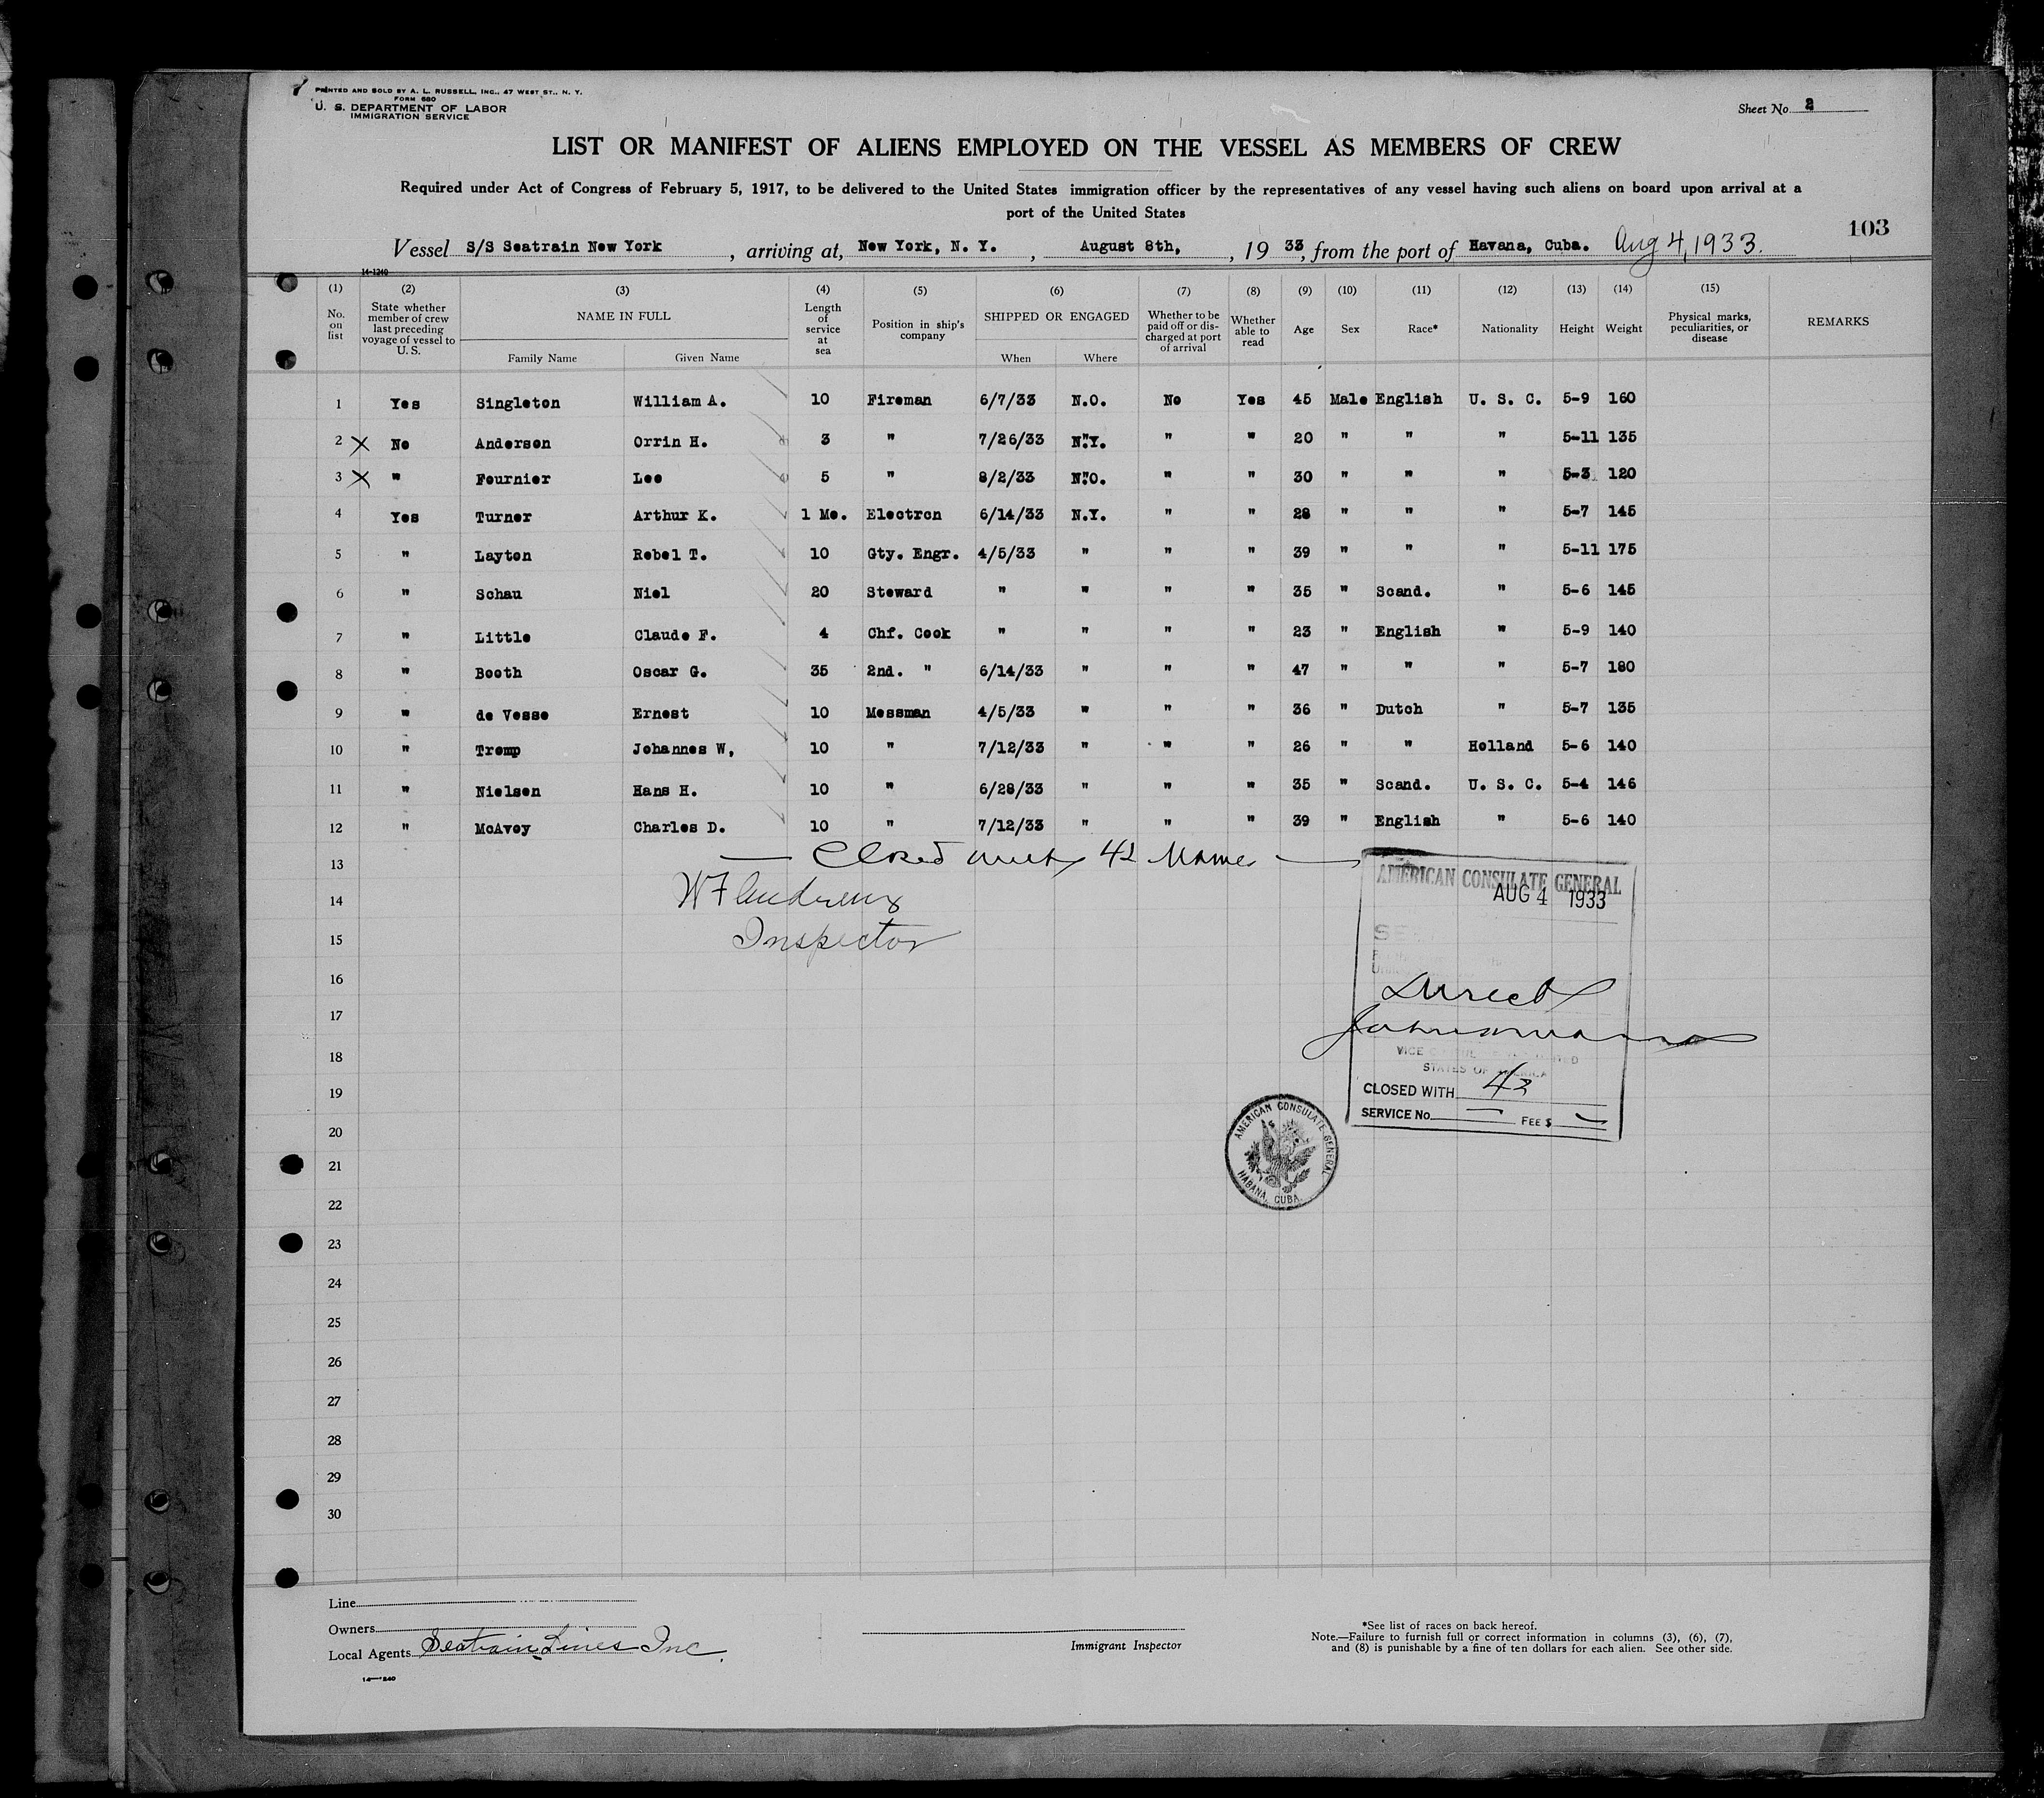 PRINTED AND SOLD BY A. L. RUSSELL, INC., 47 WEST ST., N. Y.
FORM 680
U. S. DEPARTMENT OF LABOR
IMMIGRATION SERVICE
Sheet No. 2
LIST OR MANIFEST OF ALIENS EMPLOYED ON THE VESSEL AS MEMBERS OF CREW
Required under Act of Congress of February 5, 1917, to be delivered to the United States immigration officer by the representatives of any vessel having such aliens on board upon arrival at a
port of the United States
103
Vessel S/S Seatrain New York, arriving at, New York, N. Y., August 8th, , 19 33, from the port of Havana, Cuba. Aug 4, 1933.
14-1240
(1) No. on list (2) State whether member of crew last preceding voyage of vessel to U. S. (3) NAME IN FULL Family Name Given Name (4) Length of service at sea (5) Position in ship's company (6) SHIPPED OR ENGAGED When Where (7) Whether to be paid off or discharged at port of arrival (8) Whether able to read (9) Age (10) Sex (11) Race* (12) Nationality (13) Height (14) Weight (15) Physical marks, peculiarities, or disease REMARKS
1 Yes Singleton William A. 10 Fireman 6/7/33 N.O. No Yes 45 Male English U. S. C. 5-9 160
2 X No Anderson Orrin H. 3 " 7/26/33 N.Y. " " 20 " " " 5-11 135
3 X " Fournier Leo 5 " 8/2/33 N.O. " " 30 " " " 5-3 120
4 Yes Turner Arthur K. 1 Mo. Electron 6/14/33 N.Y. " " 28 " " " 5-7 145
5 " Layton Rebel T. 10 Gty. Engr. 4/5/33 " " " 39 " " " 5-11 175
6 " Schau Niel 20 Steward " " " " 35 " Scand. " 5-6 145
7 " Little Claude F. 4 Chf. Cook " " " " 23 " English " 5-9 140
8 " Booth Oscar G. 35 2nd. " 6/14/33 " " " 47 " " " 5-7 180
9 " de Vesse Ernest 10 Messman 4/5/33 " " " 36 " Dutch " 5-7 135
10 " Tromp Johannes W, 10 " 7/12/33 " " " 26 " " Holland 5-6 140
11 " Nielsen Hans H. 10 " 6/28/33 " " " 35 " Scand. U. S. C. 5-4 146
12 " McAvoy Charles D. 10 " 7/12/33 " " " 39 " English " 5-6 140
13 Closed with 42 Names
14 W F Andrews
15 Inspector
AMERICAN CONSULATE GENERAL
AUG 4 1933
16
Direct
17
18
STATES OF AMERICA
CLOSED WITH 42
19
SERVICE No. — FEE $ —
AMERICAN CONSULATE GENERAL
HABANA, CUBA
20
21
22
23
24
25
26
27
28
29
30
Line
Owners
Local Agents Seatrain Lines Inc.
Immigrant Inspector
*See list of races on back hereof.
Note.—Failure to furnish full or correct information in columns (3), (6), (7),
and (8) is punishable by a fine of ten dollars for each alien. See other side.